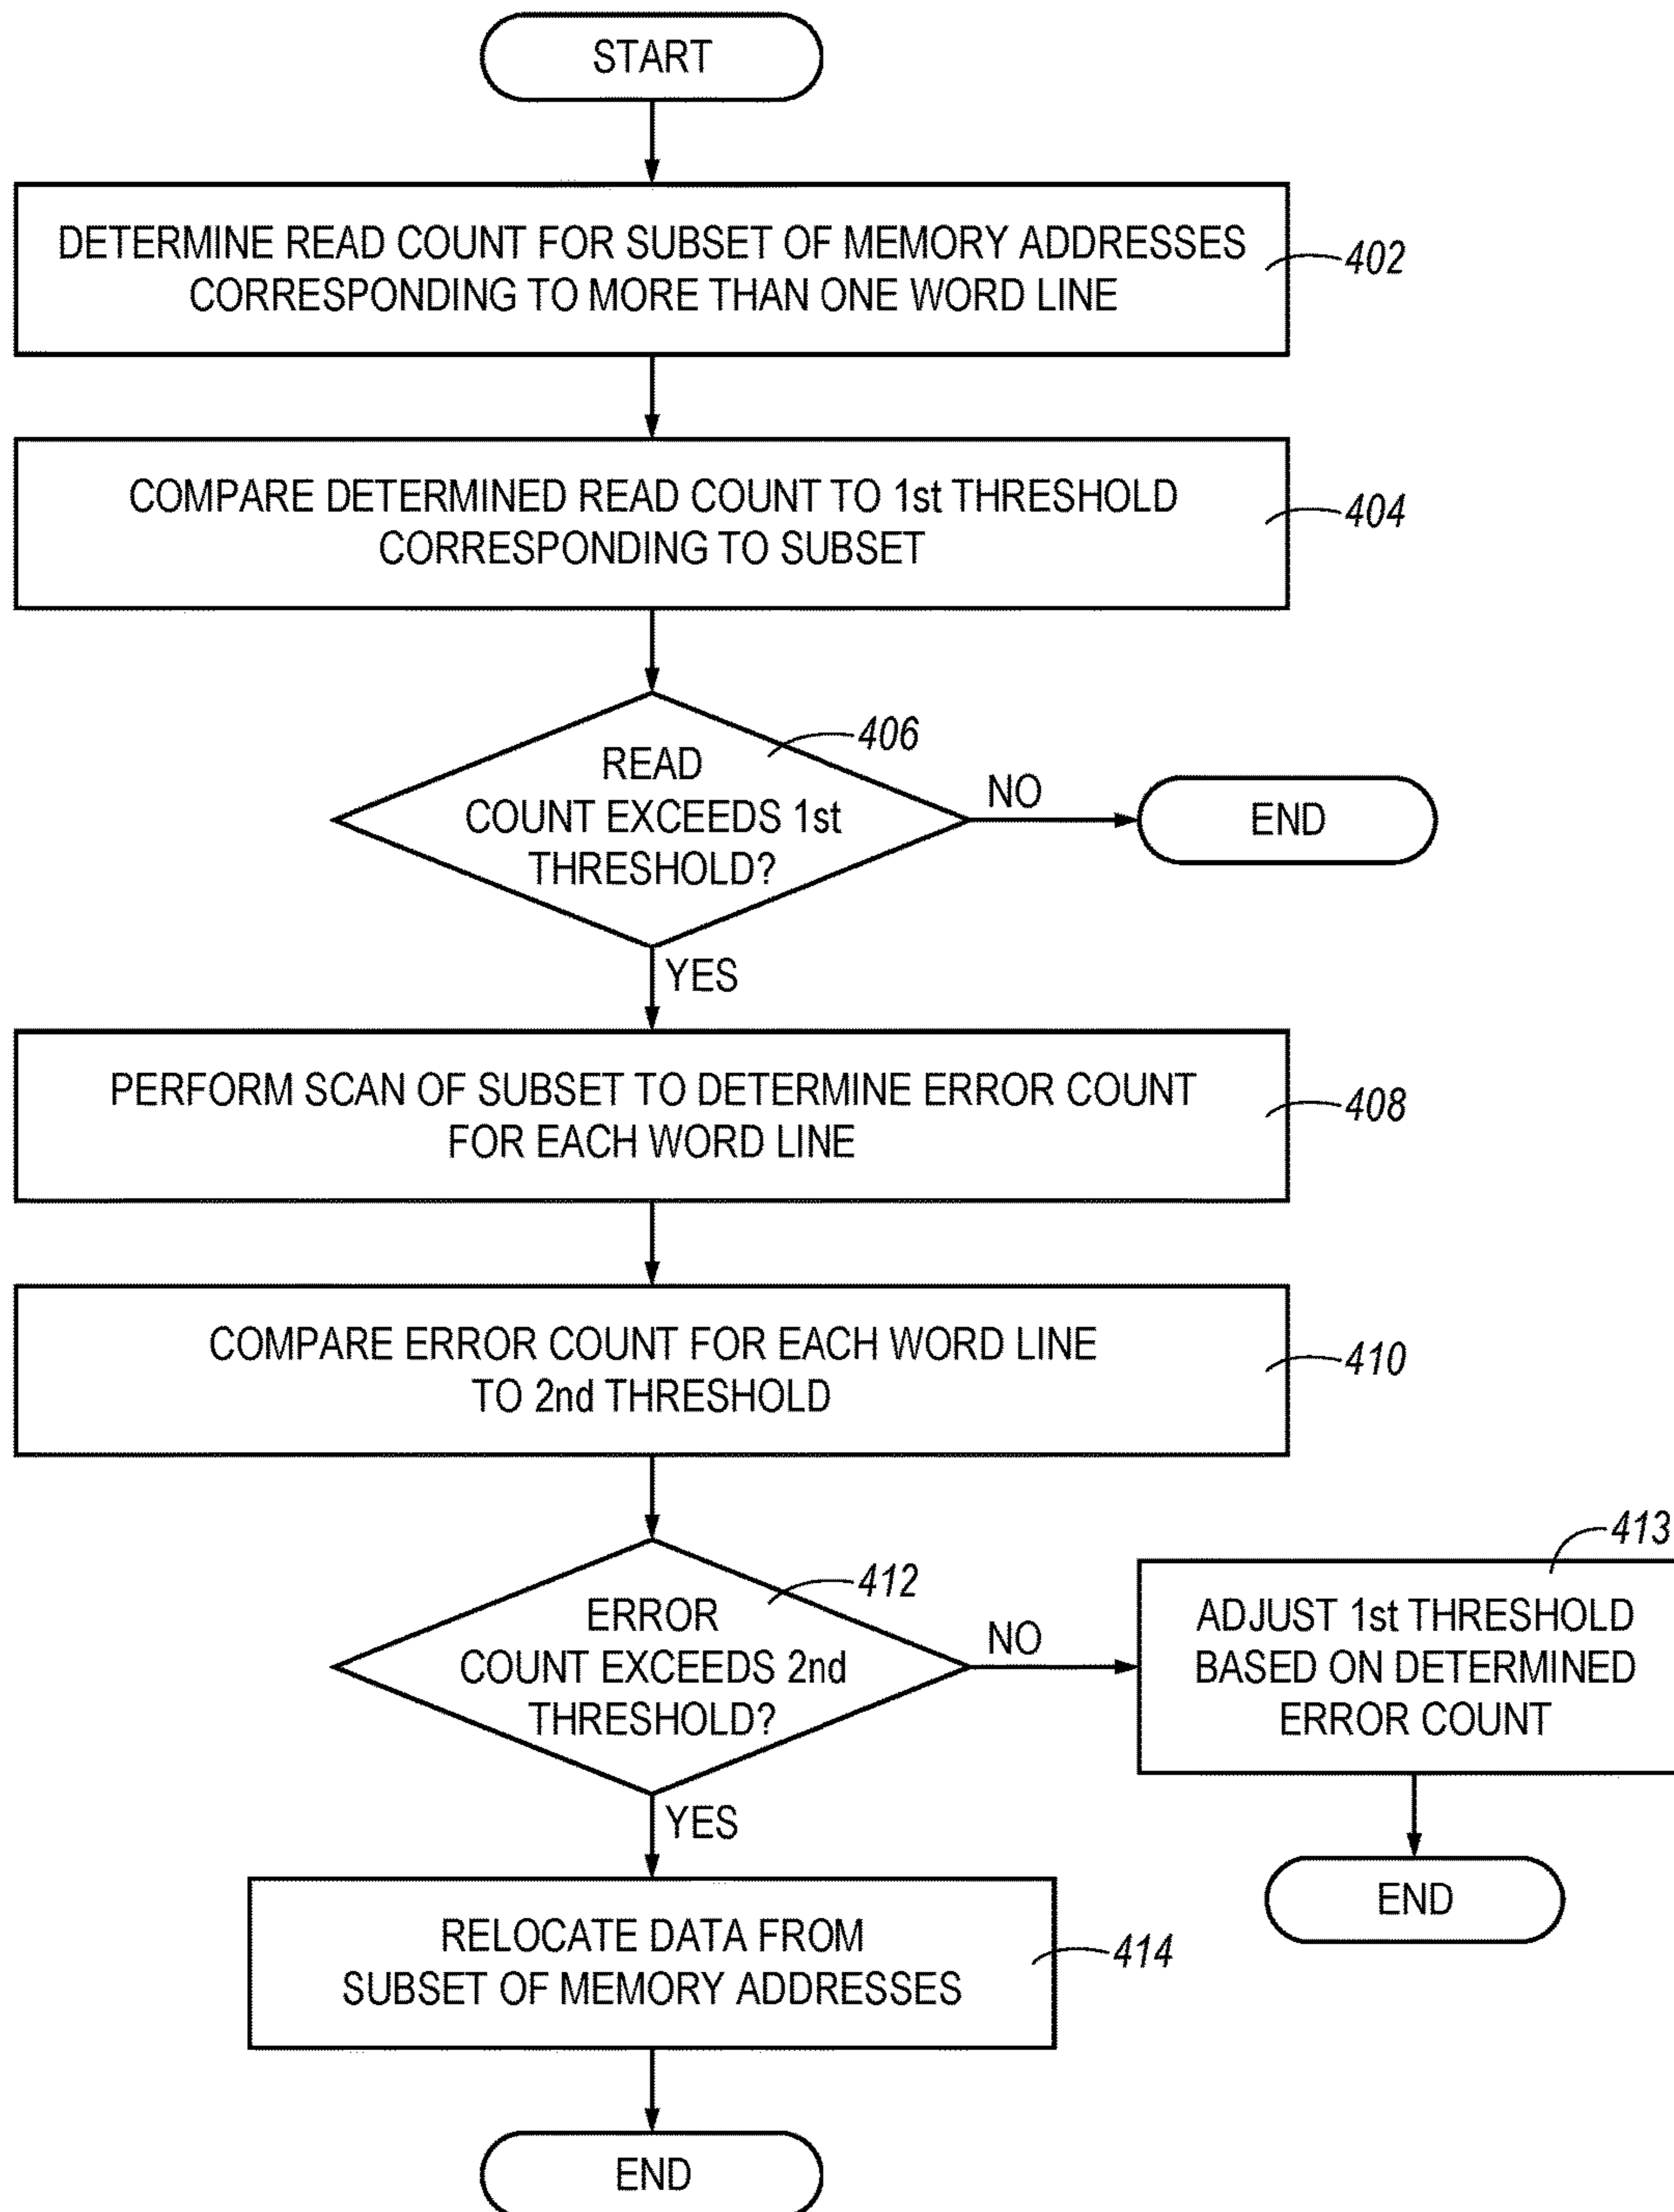 START
DETERMINE READ COUNT FOR SUBSET OF MEMORY ADDRESSES
CORRESPONDING TO MORE THAN ONE WORD LINE
402
COMPARE DETERMINED READ COUNT TO 1st THRESHOLD
CORRESPONDING TO SUBSET
404
406
READ
COUNT EXCEEDS 1st
THRESHOLD?
NO
END
YES
PERFORM SCAN OF SUBSET TO DETERMINE ERROR COUNT
FOR EACH WORD LINE
408
COMPARE ERROR COUNT FOR EACH WORD LINE
TO 2nd THRESHOLD
410
412
ERROR
COUNT EXCEEDS 2nd
THRESHOLD?
NO
413
ADJUST 1st THRESHOLD
BASED ON DETERMINED
ERROR COUNT
END
YES
RELOCATE DATA FROM
SUBSET OF MEMORY ADDRESSES
414
END